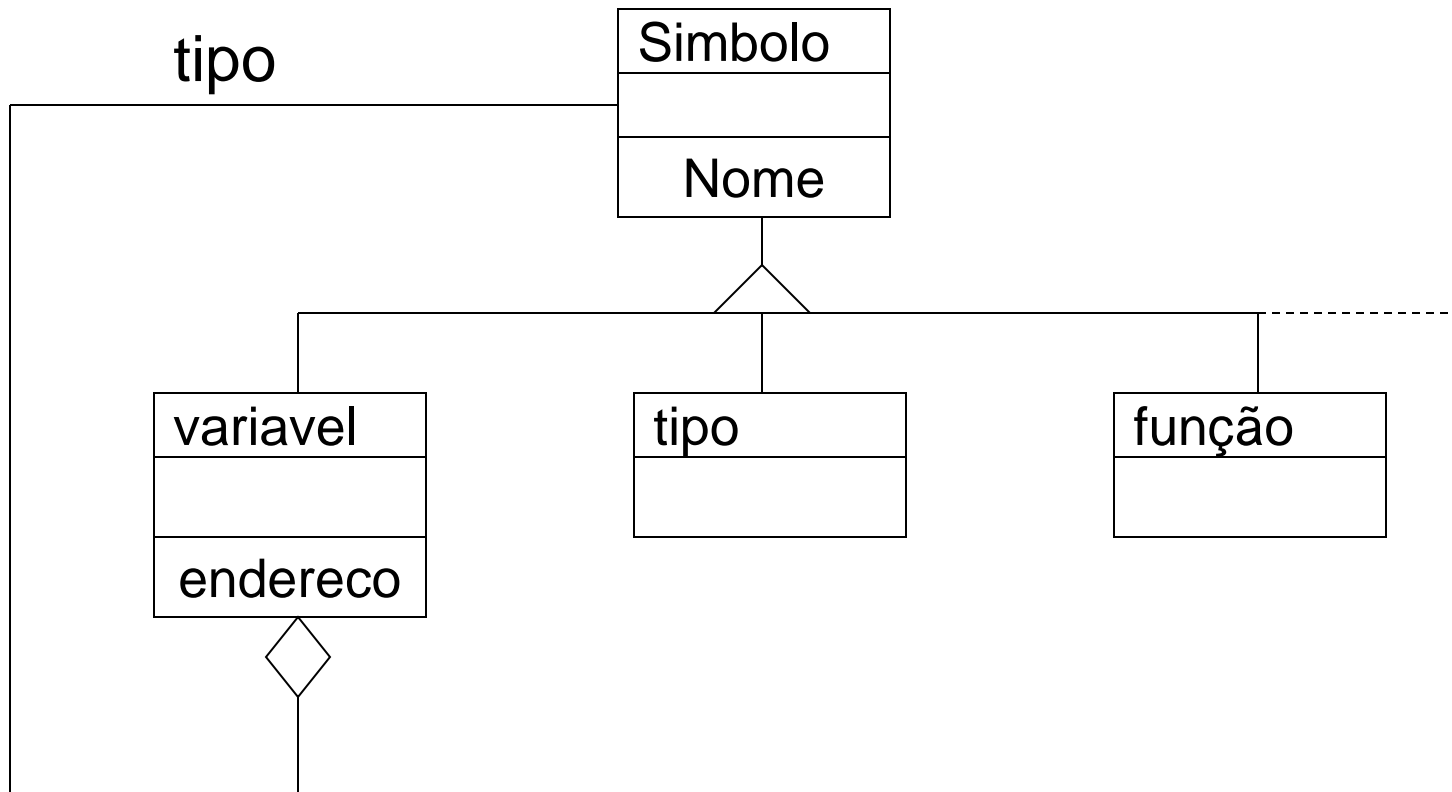 tipo
Simbolo
Nome
variavel
tipo
função
endereco